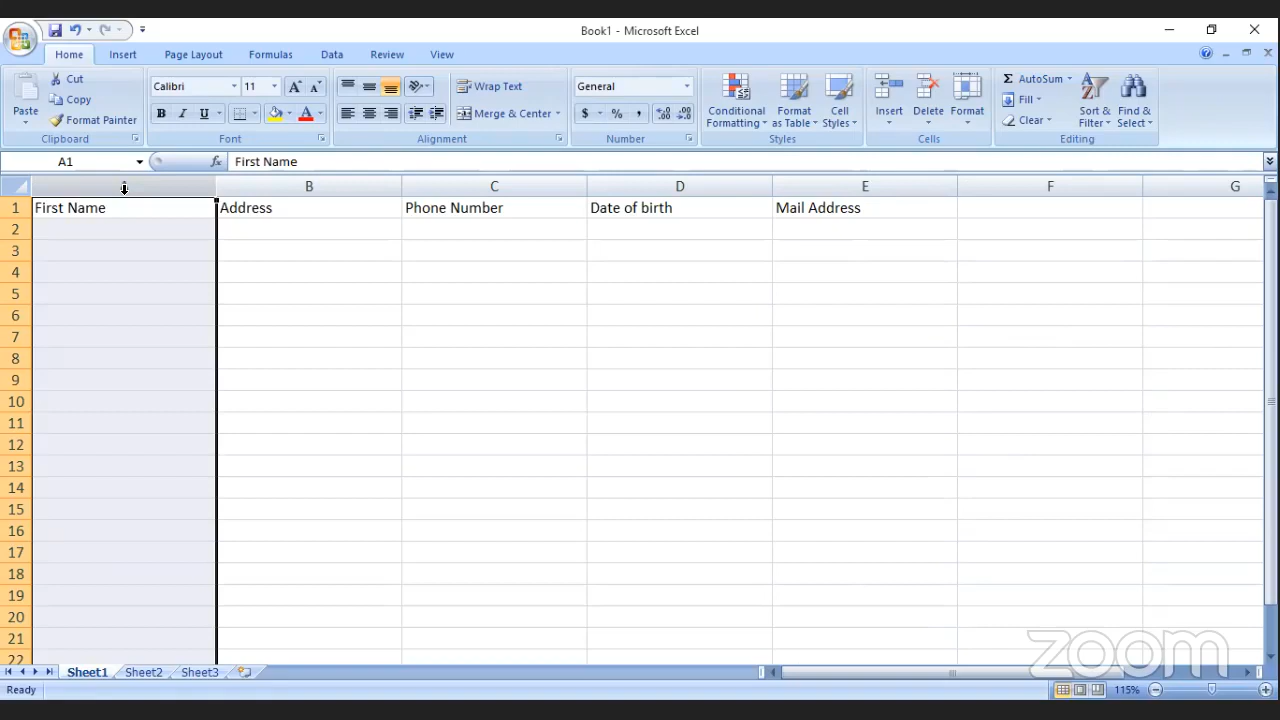 Book1 - Microsoft Excel
Home Insert Page Layout Formulas Data Review View
Paste
Cut
Copy
Format Painter
Clipboard
Calibri 11
B I U A
Font
Wrap Text
Merge & Center
Alignment
General
$ % ,
Number
Conditional Formatting
Format as Table
Cell Styles
Styles
Insert Delete Format
Cells
Σ AutoSum
Fill
Clear
Sort & Filter
Find & Select
Editing
A1 fx First Name
B C D E F G
1 First Name Address Phone Number Date of birth Mail Address
2
3
4
5
6
7
8
9
10
11
12
13
14
15
16
17
18
19
20
21
22
zoom
Sheet1 Sheet2 Sheet3
Ready 115%